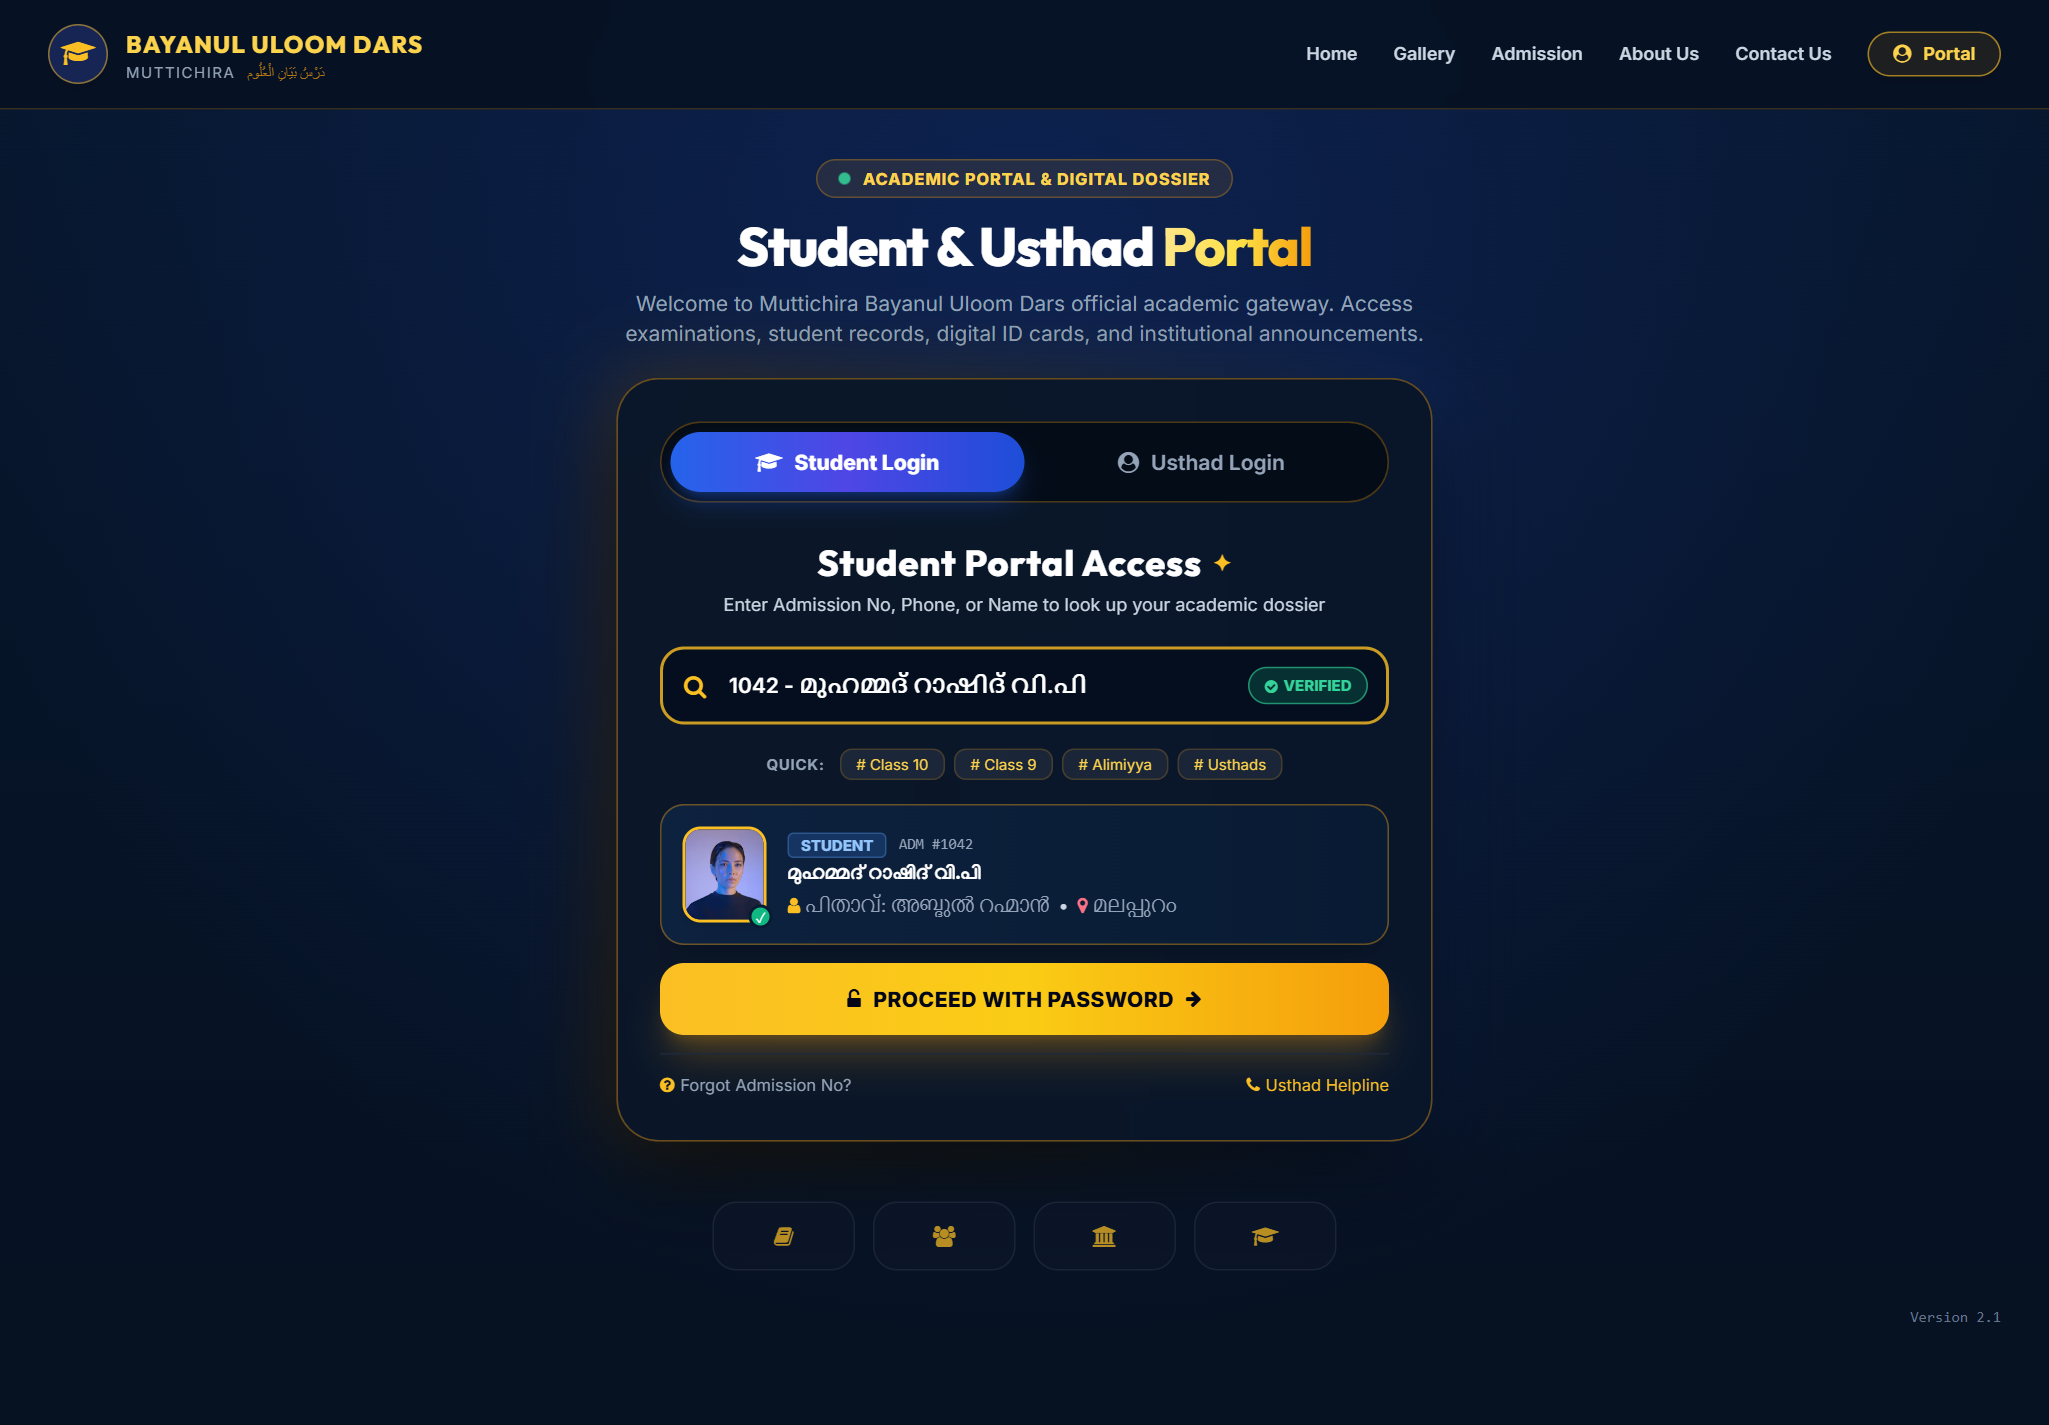 BAYANUL ULOOM DARS
MUTTICHIRA دَرْسُ بَيَانِ الْعُلُوم
Home Gallery Admission About Us Contact Us Portal
ACADEMIC PORTAL & DIGITAL DOSSIER
Student & Usthad Portal
Welcome to Muttichira Bayanul Uloom Dars official academic gateway. Access
examinations, student records, digital ID cards, and institutional announcements.
Student Login Usthad Login
Student Portal Access
Enter Admission No, Phone, or Name to look up your academic dossier
1042 - മുഹമ്മദ് റാഷിദ് വി.പി VERIFIED
QUICK: # Class 10 # Class 9 # Alimiyya # Usthads
STUDENT ADM #1042
മുഹമ്മദ് റാഷിദ് വി.പി
പിതാവ്: അബ്ദുൽ റഹ്മാൻ • മലപ്പുറം
PROCEED WITH PASSWORD
Forgot Admission No? Usthad Helpline
Version 2.1